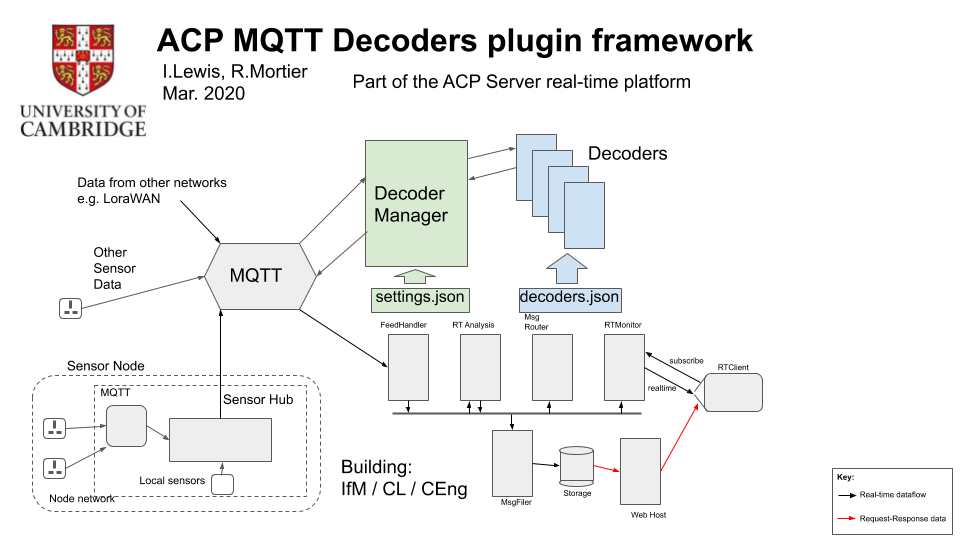 ACP MQTT Decoders plugin framework
I.Lewis, R.Mortier
Mar. 2020
Part of the ACP Server real-time platform
UNIVERSITY OF
CAMBRIDGE
Decoders
Data from other networks
e.g. LoraWAN
Decoder
Manager
Other
Sensor
Data
MQTT
settings.json
decoders.json
FeedHandler
RT Analysis
Msg
Router
RTMonitor
subscribe
RTClient
realtime
Sensor Node
MQTT
Sensor Hub
Local sensors
Node network
Building:
IfM / CL / CEng
MsgFiler
Storage
Web Host
Key:
Real-time dataflow
Request-Response data